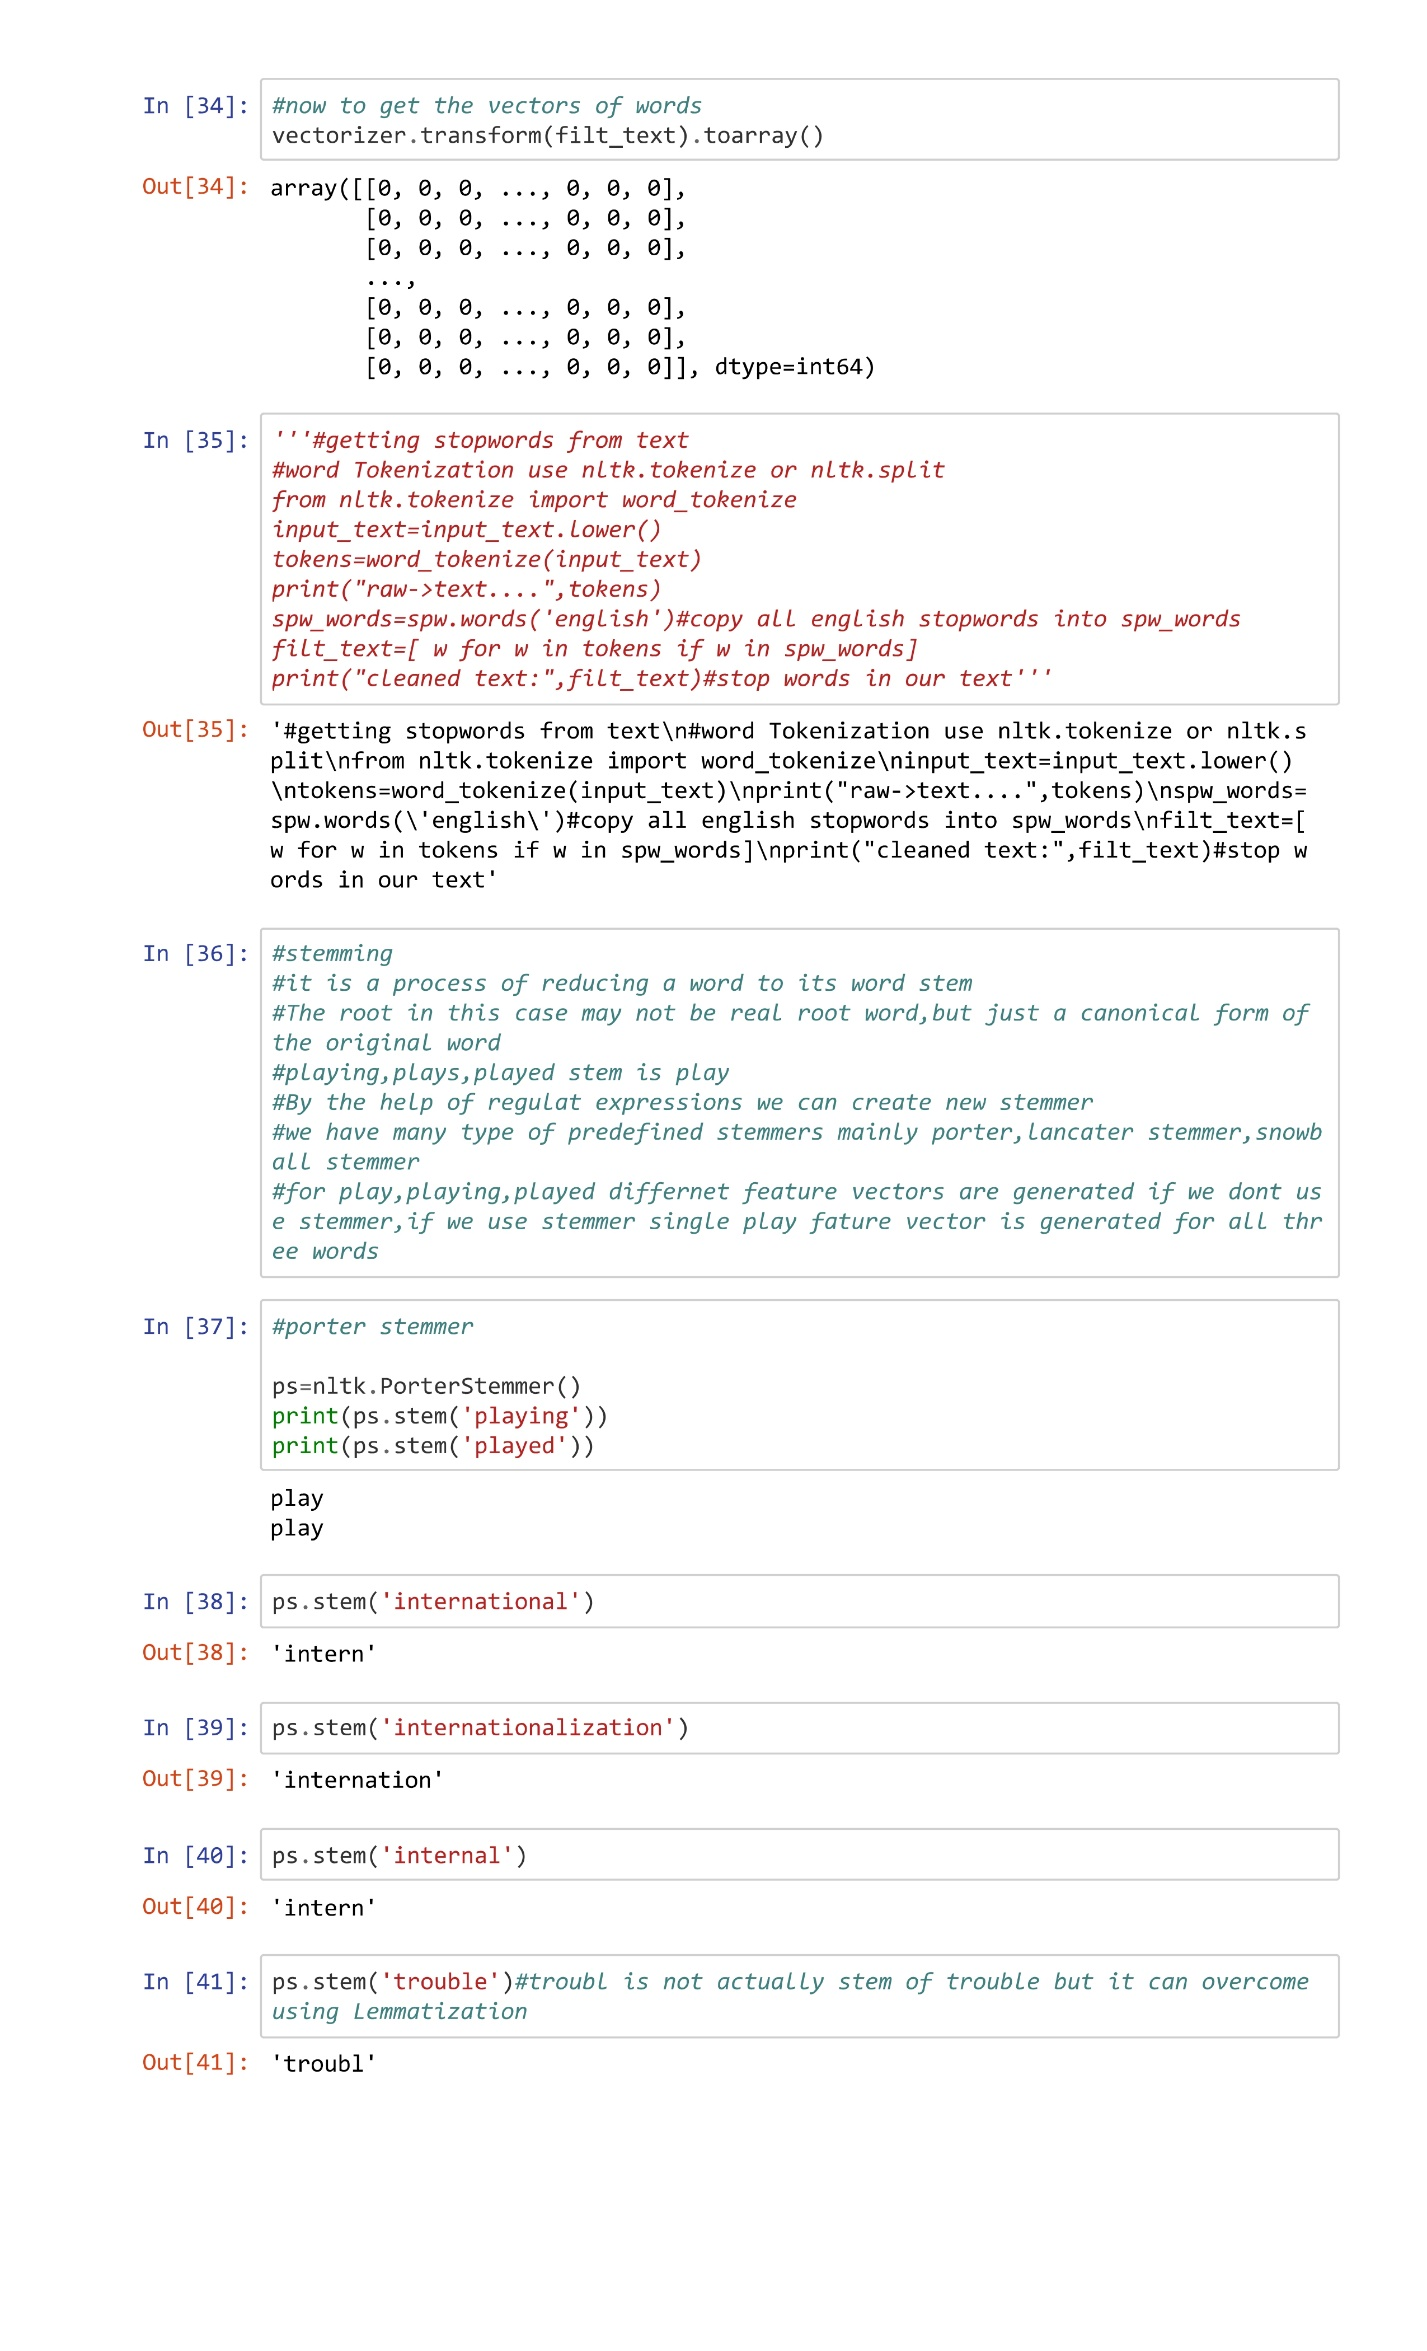 In [34]: #now to get the vectors of words
vectorizer.transform(filt_text).toarray()
Out[34]: array([[0, 0, 0, ..., 0, 0, 0],
[0, 0, 0, ..., 0, 0, 0],
[0, 0, 0, ..., 0, 0, 0],
...,
[0, 0, 0, ..., 0, 0, 0],
[0, 0, 0, ..., 0, 0, 0],
[0, 0, 0, ..., 0, 0, 0]], dtype=int64)
In [35]: '''#getting stopwords from text
#word Tokenization use nltk.tokenize or nltk.split
from nltk.tokenize import word_tokenize
input_text=input_text.lower()
tokens=word_tokenize(input_text)
print("raw->text....",tokens)
spw_words=spw.words('english')#copy all english stopwords into spw_words
filt_text=[ w for w in tokens if w in spw_words]
print("cleaned text:",filt_text)#stop words in our text'''
Out[35]: '#getting stopwords from text\n#word Tokenization use nltk.tokenize or nltk.s
plit\nfrom nltk.tokenize import word_tokenize\ninput_text=input_text.lower()
\ntokens=word_tokenize(input_text)\nprint("raw->text....",tokens)\nspw_words=
spw.words(\'english\')#copy all english stopwords into spw_words\nfilt_text=[
w for w in tokens if w in spw_words]\nprint("cleaned text:",filt_text)#stop w
ords in our text'
In [36]: #stemming
#it is a process of reducing a word to its word stem
#The root in this case may not be real root word,but just a canonical form of
the original word
#playing,plays,played stem is play
#By the help of regulat expressions we can create new stemmer
#we have many type of predefined stemmers mainly porter,lancater stemmer,snowb
all stemmer
#for play,playing,played differnet feature vectors are generated if we dont us
e stemmer,if we use stemmer single play fature vector is generated for all thr
ee words
In [37]: #porter stemmer
ps=nltk.PorterStemmer()
print(ps.stem('playing'))
print(ps.stem('played'))
play
play
In [38]: ps.stem('international')
Out[38]: 'intern'
In [39]: ps.stem('internationalization')
Out[39]: 'internation'
In [40]: ps.stem('internal')
Out[40]: 'intern'
In [41]: ps.stem('trouble')#troubl is not actually stem of trouble but it can overcome
using Lemmatization
Out[41]: 'troubl'